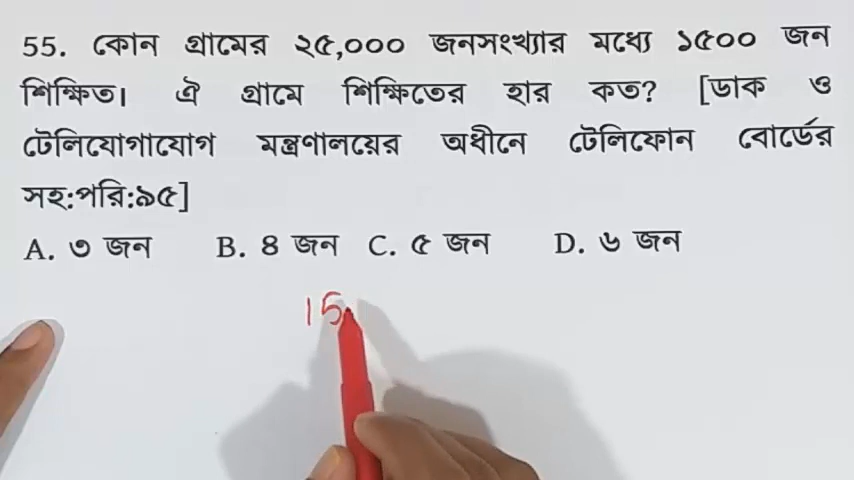 55. কোন গ্রামের ২৫,০০০ জনসংখ্যার মধ্যে ১৫০০ জন
শিক্ষিত। ঐ গ্রামে শিক্ষিতের হার কত? [ডাক ও
টেলিযোগাযোগ মন্ত্রণালয়ের অধীনে টেলিফোন বোর্ডের
সহ:পরি:৯৫]
A. ৩ জন B. 8 জন C. ৫ জন D. ৬ জন
15